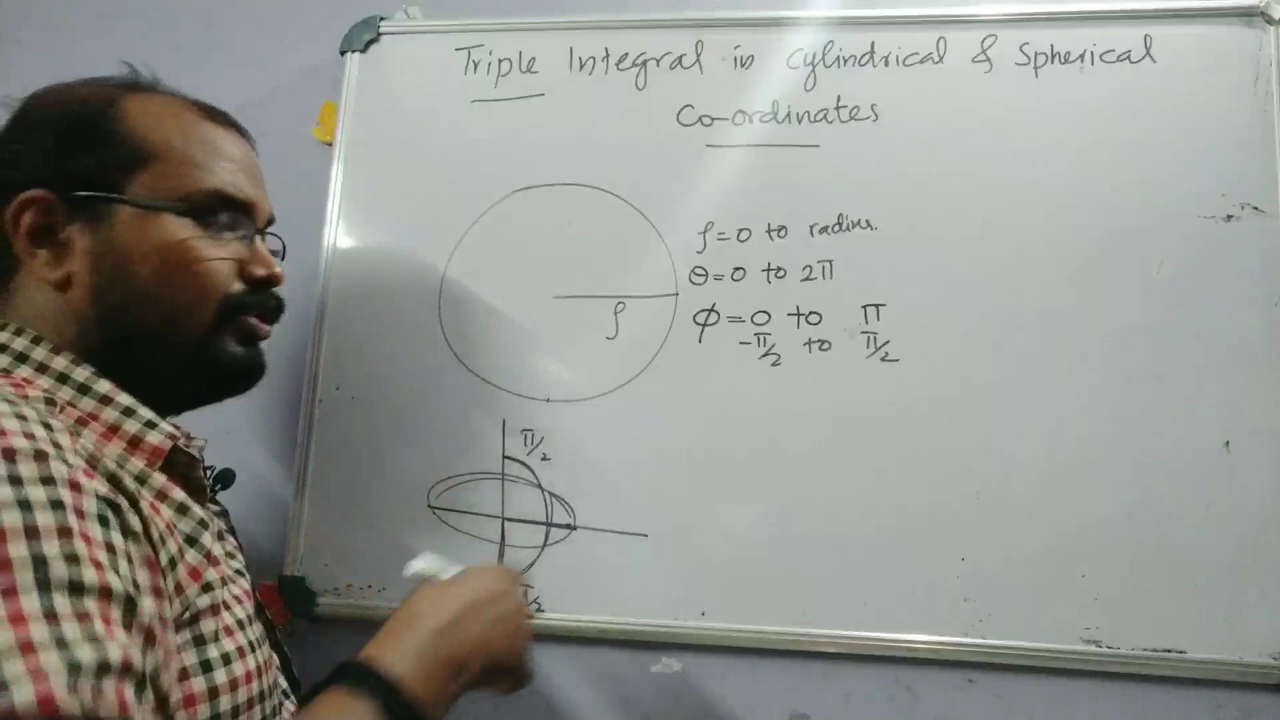 Triple Integral in Cylindrical & Spherical
Co-ordinates
ρ=0 to radius.
θ=0 to 2π
ρ
ϕ=0 to π
-π/2 to π/2
π/2
π/2